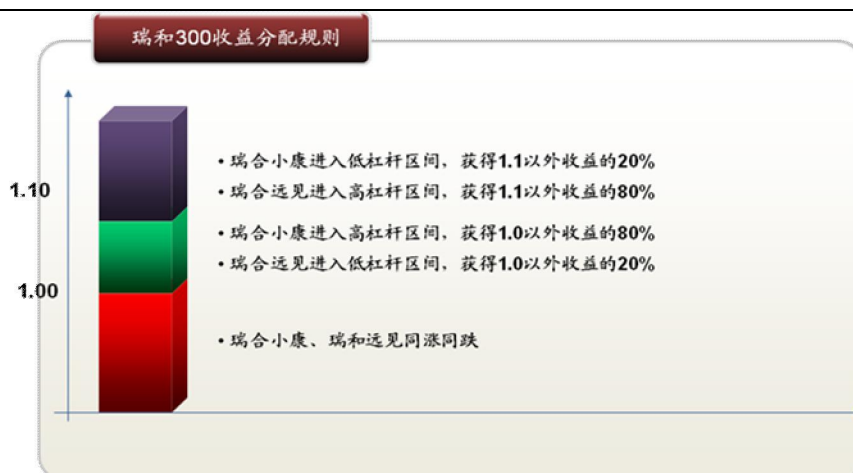 瑞和300收益分配规则
•瑞合小康进入低杠杆区间，获得1.1以外收益的20%
1.10
•瑞合远见进入高杠杆区间，获得1.1以外收益的80%
•瑞合小康进入高杠杆区间，获得1.0以外收益的80%
•瑞合远见进入低杠杆区间，获得1.0以外收益的20%
1.00
•瑞合小康、瑞和远见同涨同跌